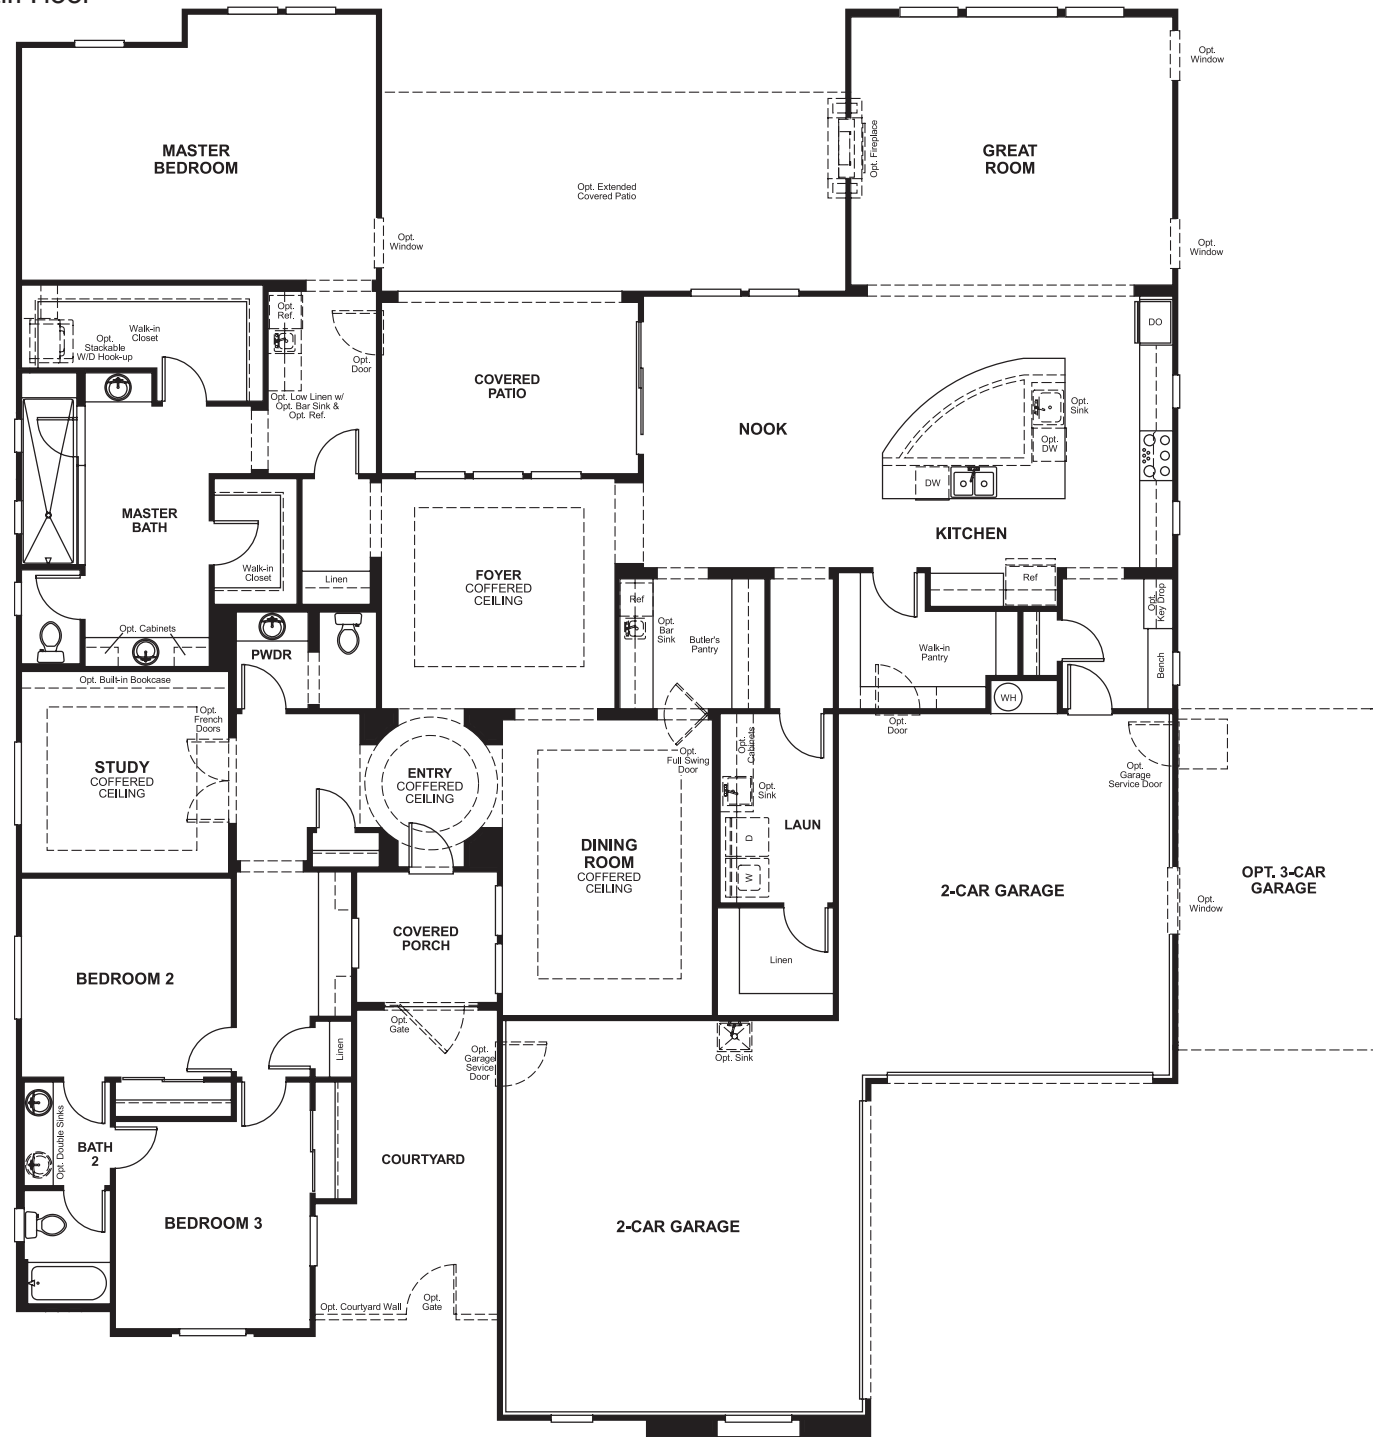 MASTER
BEDROOM
GREAT
ROOM
Opt.
Window
Opt. Fireplace
Opt. Extended
Covered Patio
Opt.
Window
Opt.
Window
Walk-in
Closet
Opt.
Stackable
W/D Hook-up
Opt.
Ref.
Opt.
Door
Opt. Low Linen w/
Opt. Bar Sink &
Opt. Ref.
COVERED
PATIO
NOOK
DO
Opt.
Sink
Opt.
DW
DW
KITCHEN
MASTER
BATH
Walk-in
Closet
Linen
FOYER
COFFERED
CEILING
Ref
Opt.
Bar
Sink
Butler's
Pantry
Ref
Walk-in
Pantry
Opt.
Key Drop
Bench
WH
Opt. Cabinets
PWDR
Opt. Built-in Bookcase
Opt.
French
Doors
STUDY
COFFERED
CEILING
ENTRY
COFFERED
CEILING
Opt.
Full Swing
Door
Opt.
Cabinets
Opt.
Sink
LAUN
D
W
Opt.
Door
Opt.
Garage
Service Door
DINING
ROOM
COFFERED
CEILING
2-CAR GARAGE
OPT. 3-CAR
GARAGE
Opt.
Window
BEDROOM 2
COVERED
PORCH
Linen
Opt.
Gate
Linen
Opt.
Garage
Sevice
Door
Opt. Sink
Opt. Double Sinks
BATH
2
COURTYARD
BEDROOM 3
2-CAR GARAGE
Opt. Courtyard Wall
Opt.
Gate